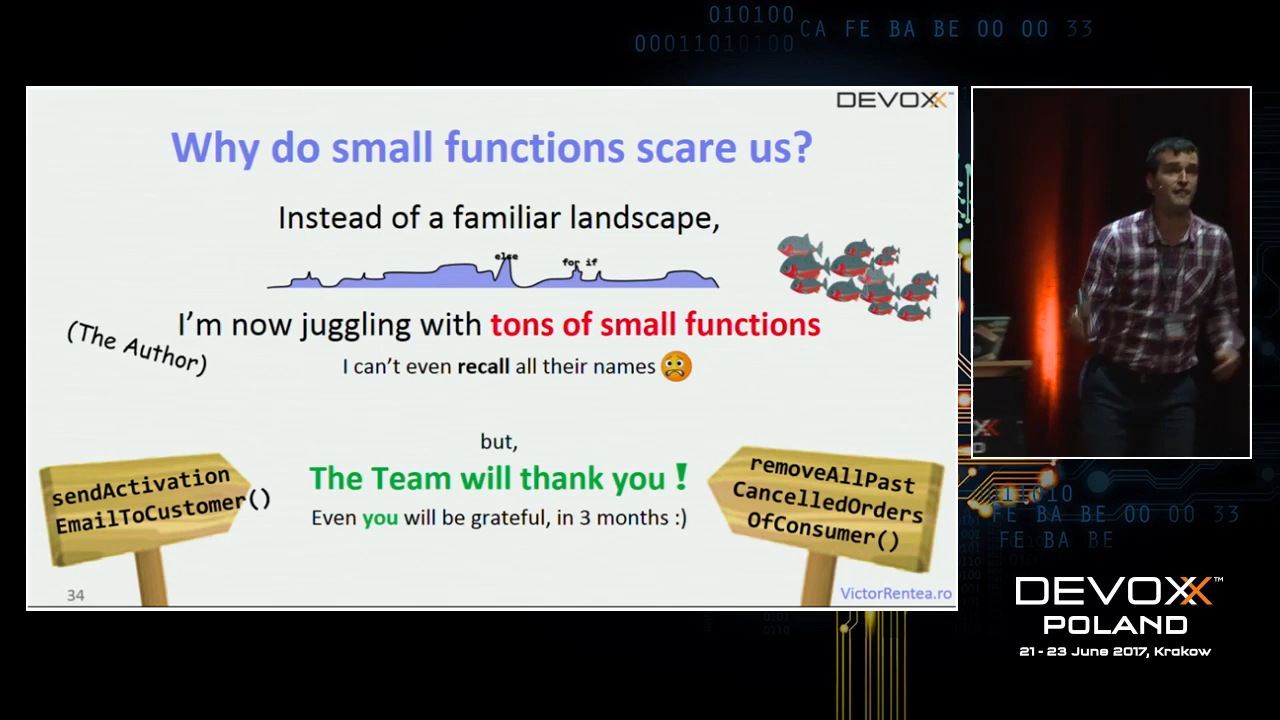 010100
00011010100
CA FE BA BE 00 00 33
DEVOXX™
Why do small functions scare us?
Instead of a familiar landscape,
else
for if
(The Author)
I'm now juggling with tons of small functions
I can't even recall all their names
but,
The Team will thank you !
Even you will be grateful, in 3 months :)
sendActivation
EmailToCustomer()
removeAllPast
CancelledOrders
OfConsumer()
34
VictorRentea.ro
FE BA BE 00 00 33
FE BA BE
DEVOXX™
POLAND
21 - 23 June 2017, Krakow